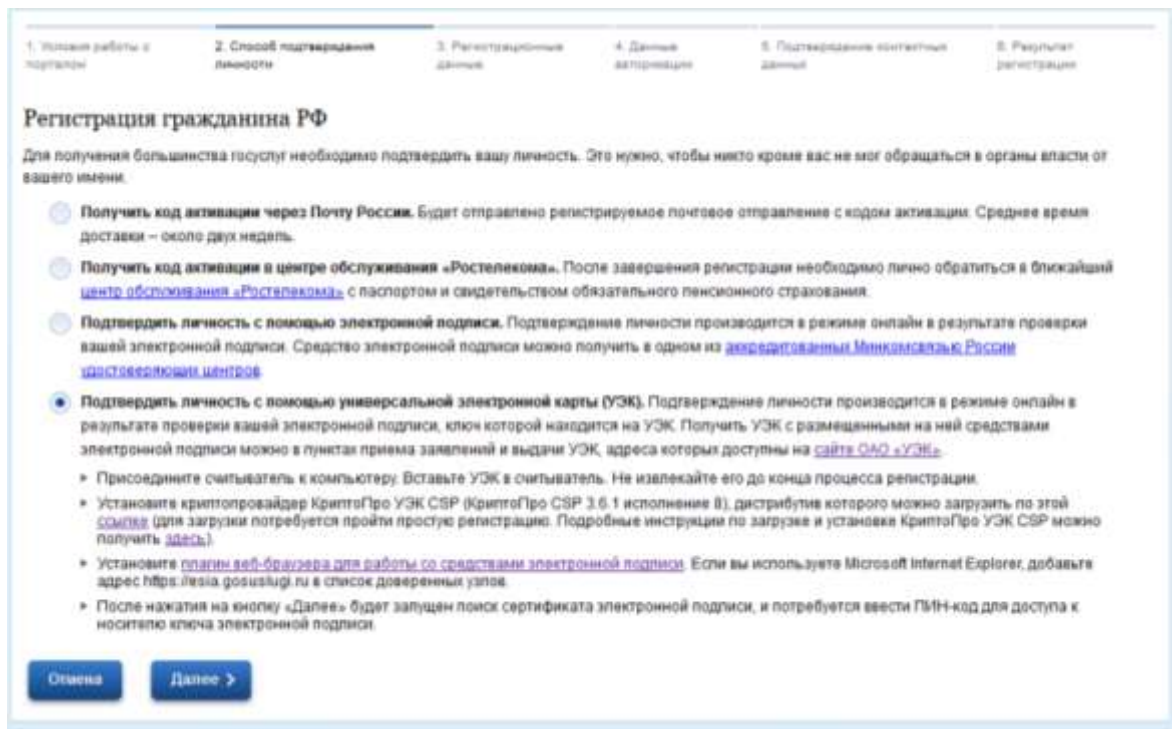 1. Условия работы с
порталом
2. Способ подтверждения
личности
3. Регистрационные
данные
4. Данные
авторизации
5. Подтверждение контактных
данных
6. Результат
регистрации
Регистрация гражданина РФ
Для получения большинства госуслуг необходимо подтвердить вашу личность. Это нужно, чтобы никто кроме вас не мог обращаться в органы власти от
вашего имени.
Получить код активации через Почту России. Будет отправлено регистрируемое почтовое отправление с кодом активации. Среднее время
доставки – около двух недель.
Получить код активации в центре обслуживания «Ростелекома». После завершения регистрации необходимо лично обратиться в ближайший
центр обслуживания «Ростелекома» с паспортом и свидетельством обязательного пенсионного страхования.
Подтвердить личность с помощью электронной подписи. Подтверждение личности производится в режиме онлайн в результате проверки
вашей электронной подписи. Средство электронной подписи можно получить в одном из аккредитованных Минкомсвязью России
удостоверяющих центров.
Подтвердить личность с помощью универсальной электронной карты (УЭК). Подтверждение личности производится в режиме онлайн в
результате проверки вашей электронной подписи, ключ которой находится на УЭК. Получить УЭК с размещенными на ней средствами
электронной подписи можно в пунктах приема заявлений и выдачи УЭК, адреса которых доступны на сайте ОАО «УЭК».
Присоедините считыватель к компьютеру. Вставьте УЭК в считыватель. Не извлекайте его до конца процесса регистрации.
Установите криптопровайдер КриптоПро УЭК CSP (КриптоПро CSP 3.6.1 исполнение 8), дистрибутив которого можно загрузить по этой
ссылке (для загрузки потребуется пройти простую регистрацию. Подробные инструкции по загрузке и установке КриптоПро УЭК CSP можно
получить здесь).
Установите плагин веб-браузера для работы со средствами электронной подписи. Если вы используете Microsoft Internet Explorer, добавьте
адрес https://esia.gosuslugi.ru в список доверенных узлов.
После нажатия на кнопку «Далее» будет запущен поиск сертификата электронной подписи, и потребуется ввести ПИН-код для доступа к
носителю ключа электронной подписи.
Отмена
Далее